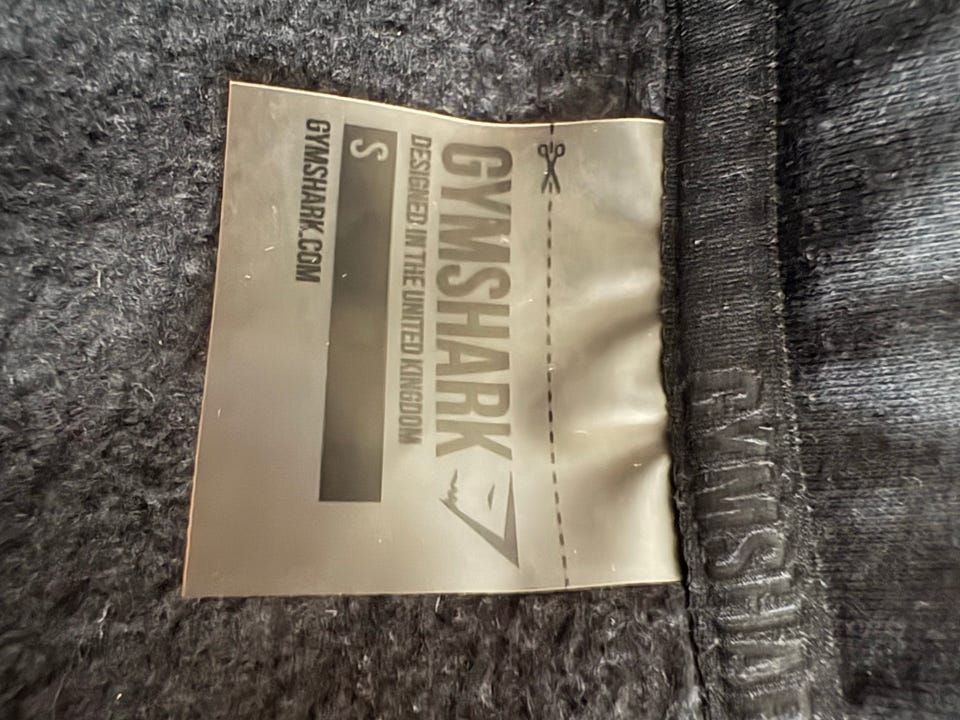 GYMSHARK
DESIGNED IN THE UNITED KINGDOM
S
GYMSHARK.COM
GYMSHARK